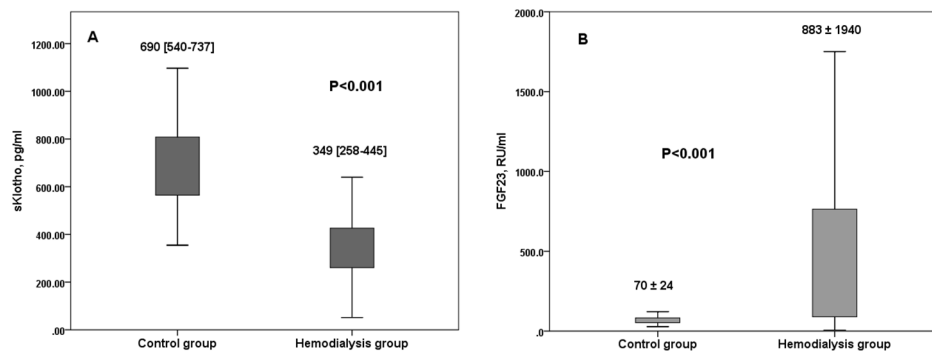 A
690 [540-737]
P<0.001
349 [258-445]
sKlotho, pg/ml
1200.00
1000.00
800.00
600.00
400.00
200.00
.00
Control group
Hemodialysis group
B
883 ± 1940
P<0.001
70 ± 24
FGF23, RU/ml
2000.0
1500.0
1000.0
500.0
.0
Control group
Hemodialysis group